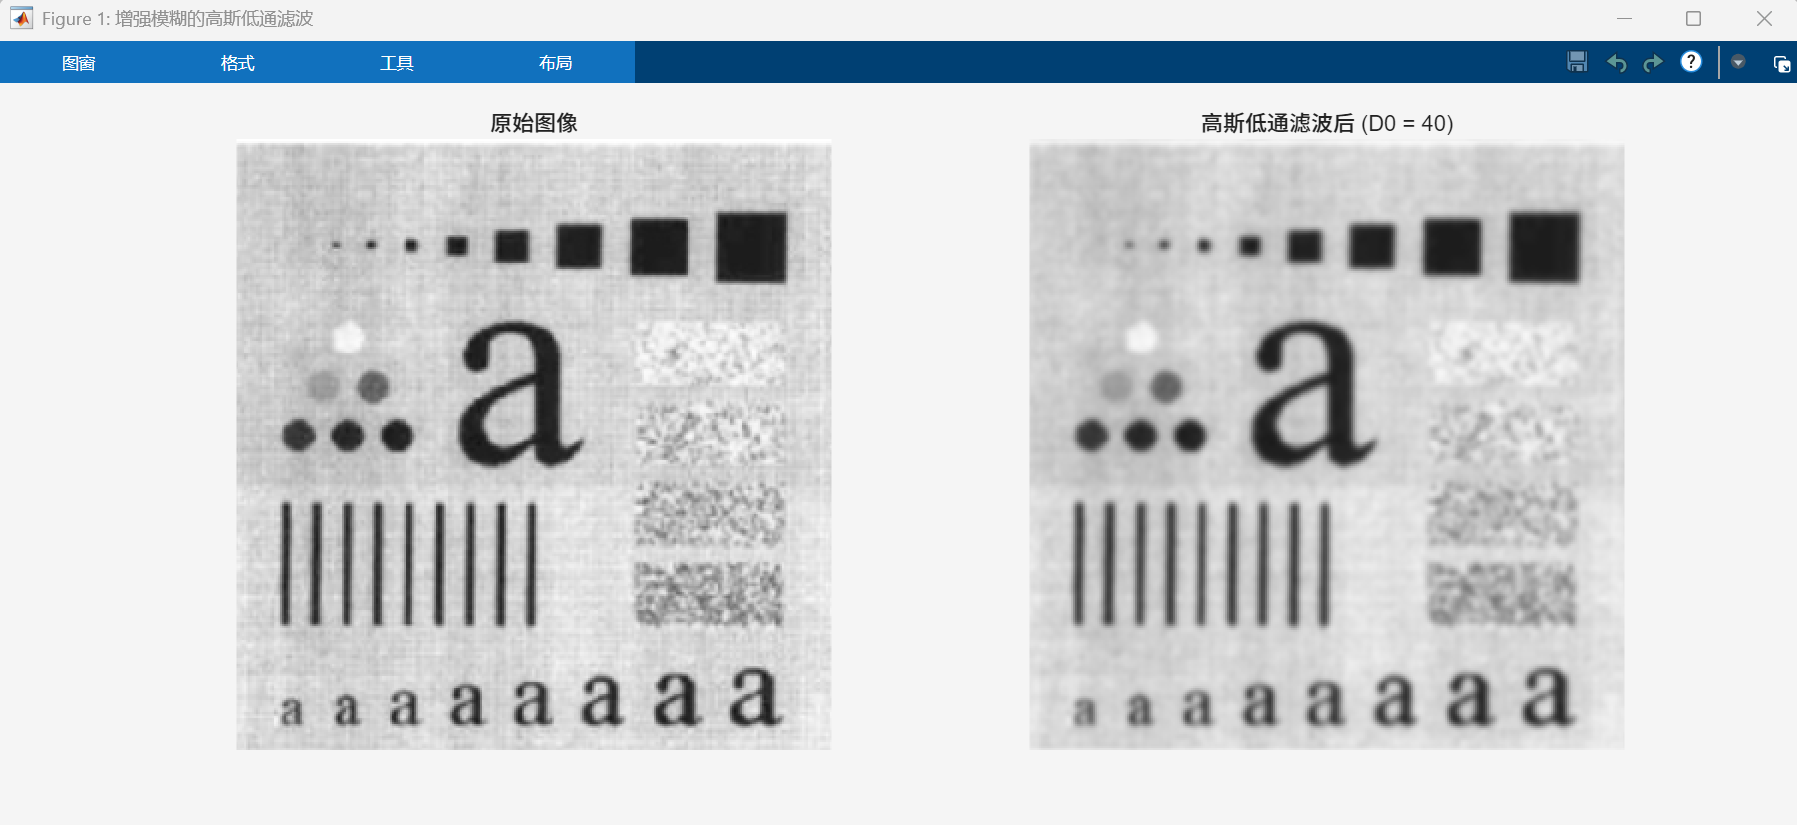 Figure 1: 增强模糊的高斯低通滤波
图窗 格式 工具 布局
原始图像
高斯低通滤波后 (D0 = 40)
a
a
a a a a a a a a
a a a a a a a a